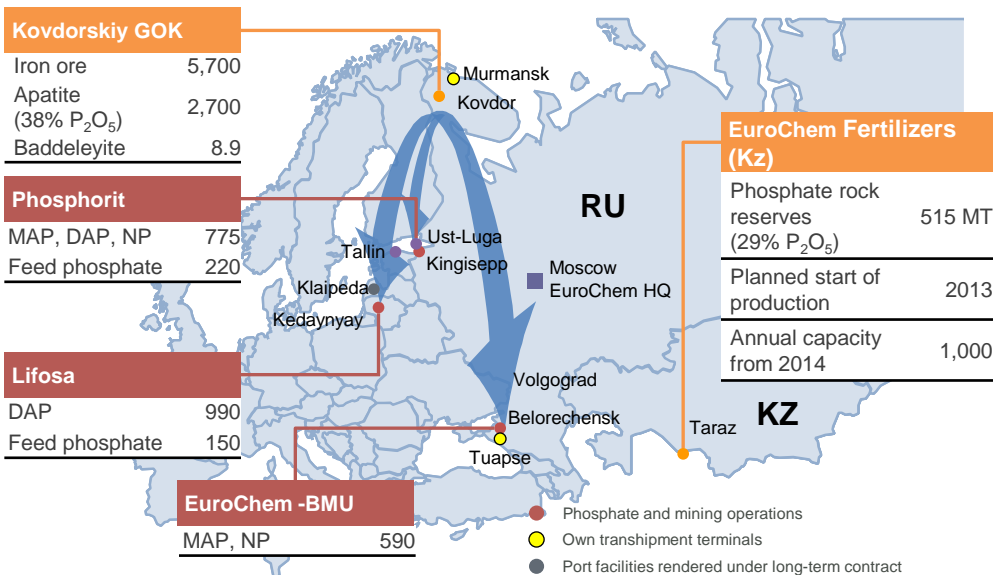 Kovdorskiy GOK
Iron ore 5,700
Apatite
(38% P₂O₅) 2,700
Baddeleyite 8.9
Murmansk
Kovdor
EuroChem Fertilizers
(Kz)
Phosphate rock
reserves
(29% P₂O₅) 515 MT
Planned start of
production 2013
Annual capacity
from 2014 1,000
Phosphorit
MAP, DAP, NP 775
Feed phosphate 220
RU
Ust-Luga
Tallin
Kingisepp
Moscow
EuroChem HQ
Klaipeda
Kedaynyay
Lifosa
DAP 990
Feed phosphate 150
Volgograd
Belorechensk
Tuapse
KZ
Taraz
EuroChem -BMU
MAP, NP 590
Phosphate and mining operations
Own transhipment terminals
Port facilities rendered under long-term contract